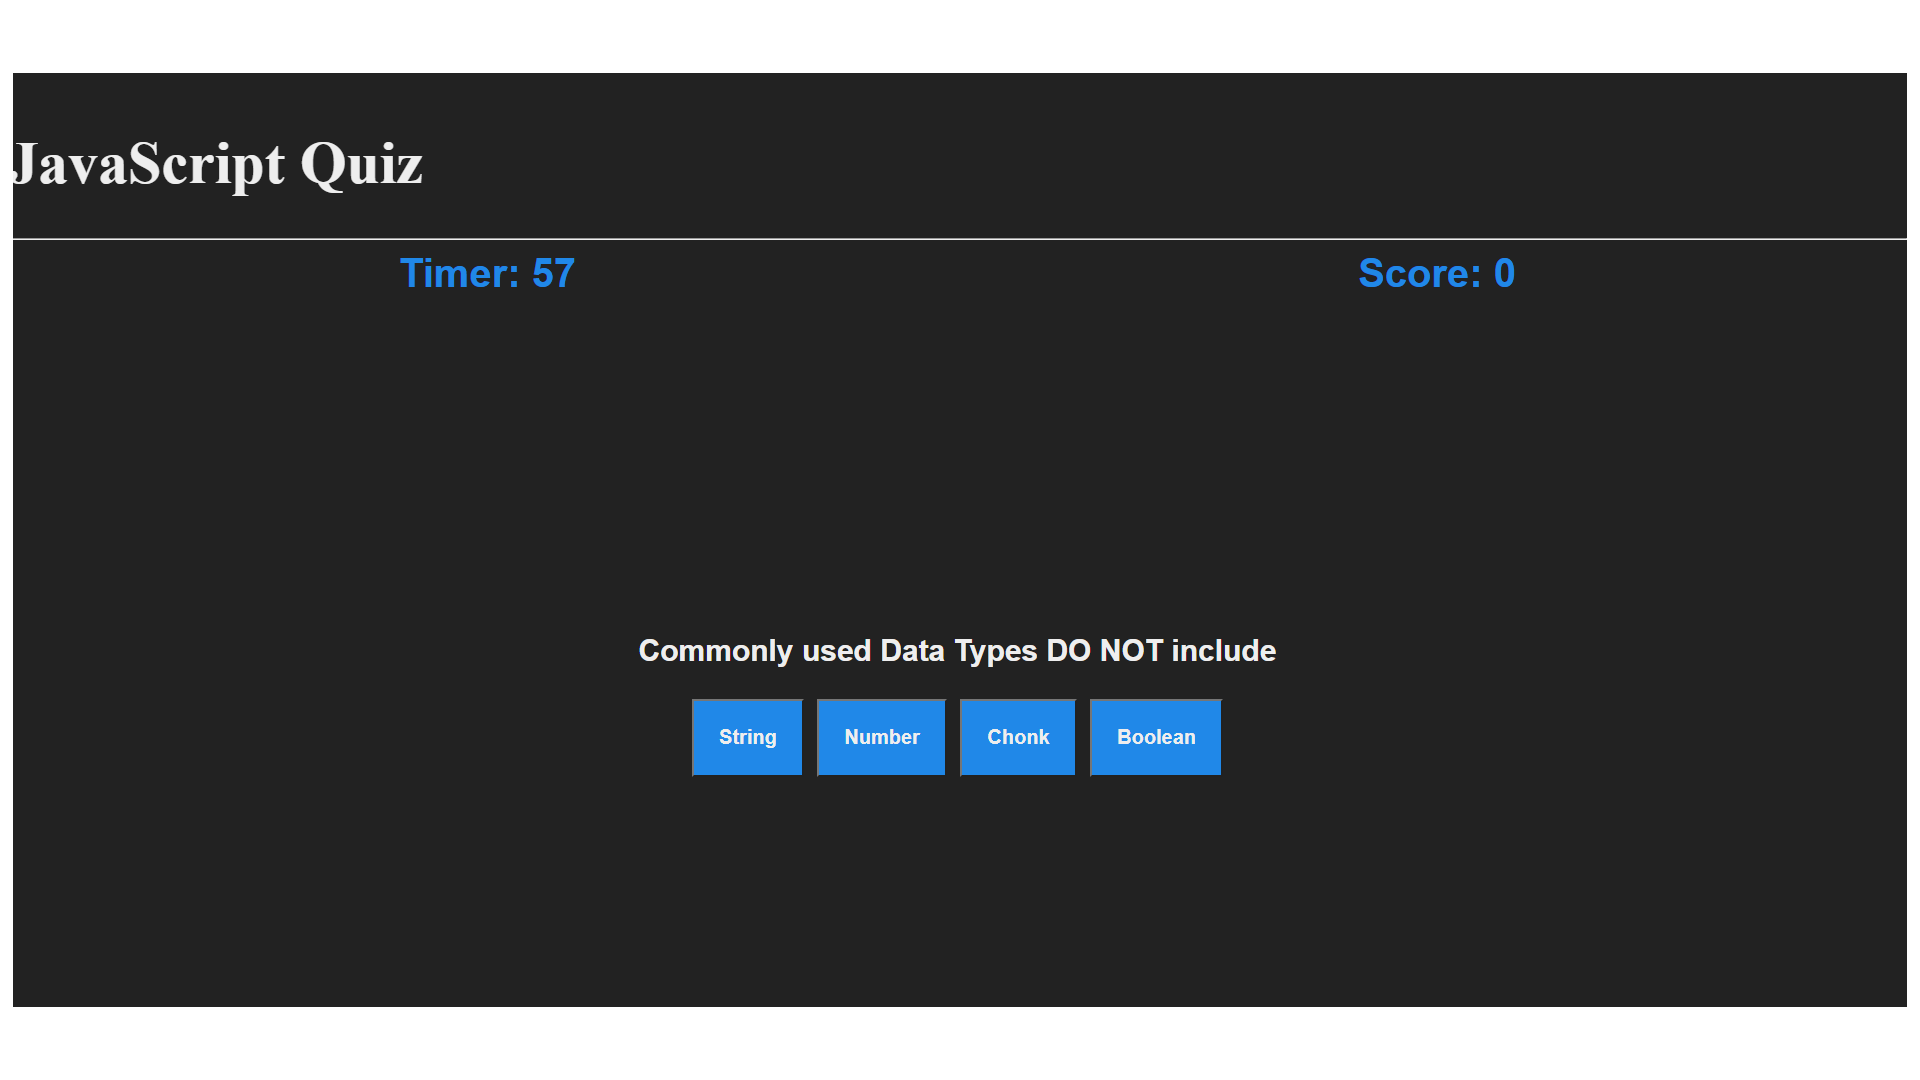 JavaScript Quiz
Timer: 57 Score: 0
Commonly used Data Types DO NOT include
String Number Chonk Boolean